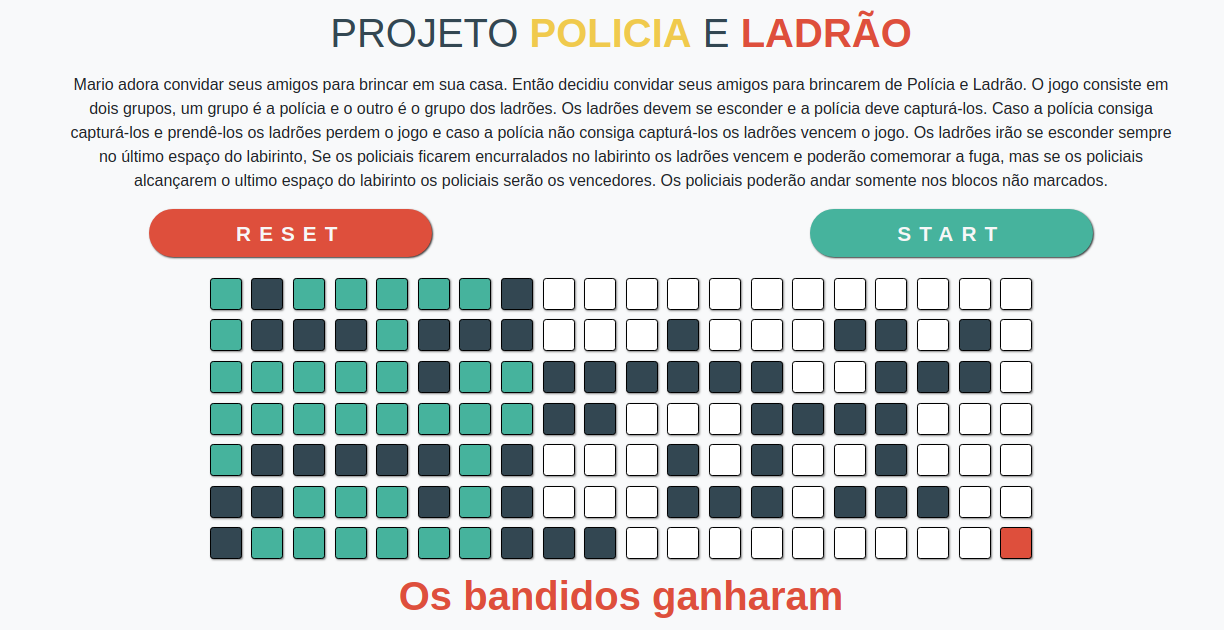 PROJETO POLICIA E LADRÃO
Mario adora convidar seus amigos para brincar em sua casa. Então decidiu convidar seus amigos para brincarem de Polícia e Ladrão. O jogo consiste em
dois grupos, um grupo é a polícia e o outro é o grupo dos ladrões. Os ladrões devem se esconder e a polícia deve capturá-los. Caso a polícia consiga
capturá-los e prendê-los os ladrões perdem o jogo e caso a polícia não consiga capturá-los os ladrões vencem o jogo. Os ladrões irão se esconder sempre
no último espaço do labirinto, Se os policiais ficarem encurralados no labirinto os ladrões vencem e poderão comemorar a fuga, mas se os policiais
alcançarem o ultimo espaço do labirinto os policiais serão os vencedores. Os policiais poderão andar somente nos blocos não marcados.
RESET
START
Os bandidos ganharam